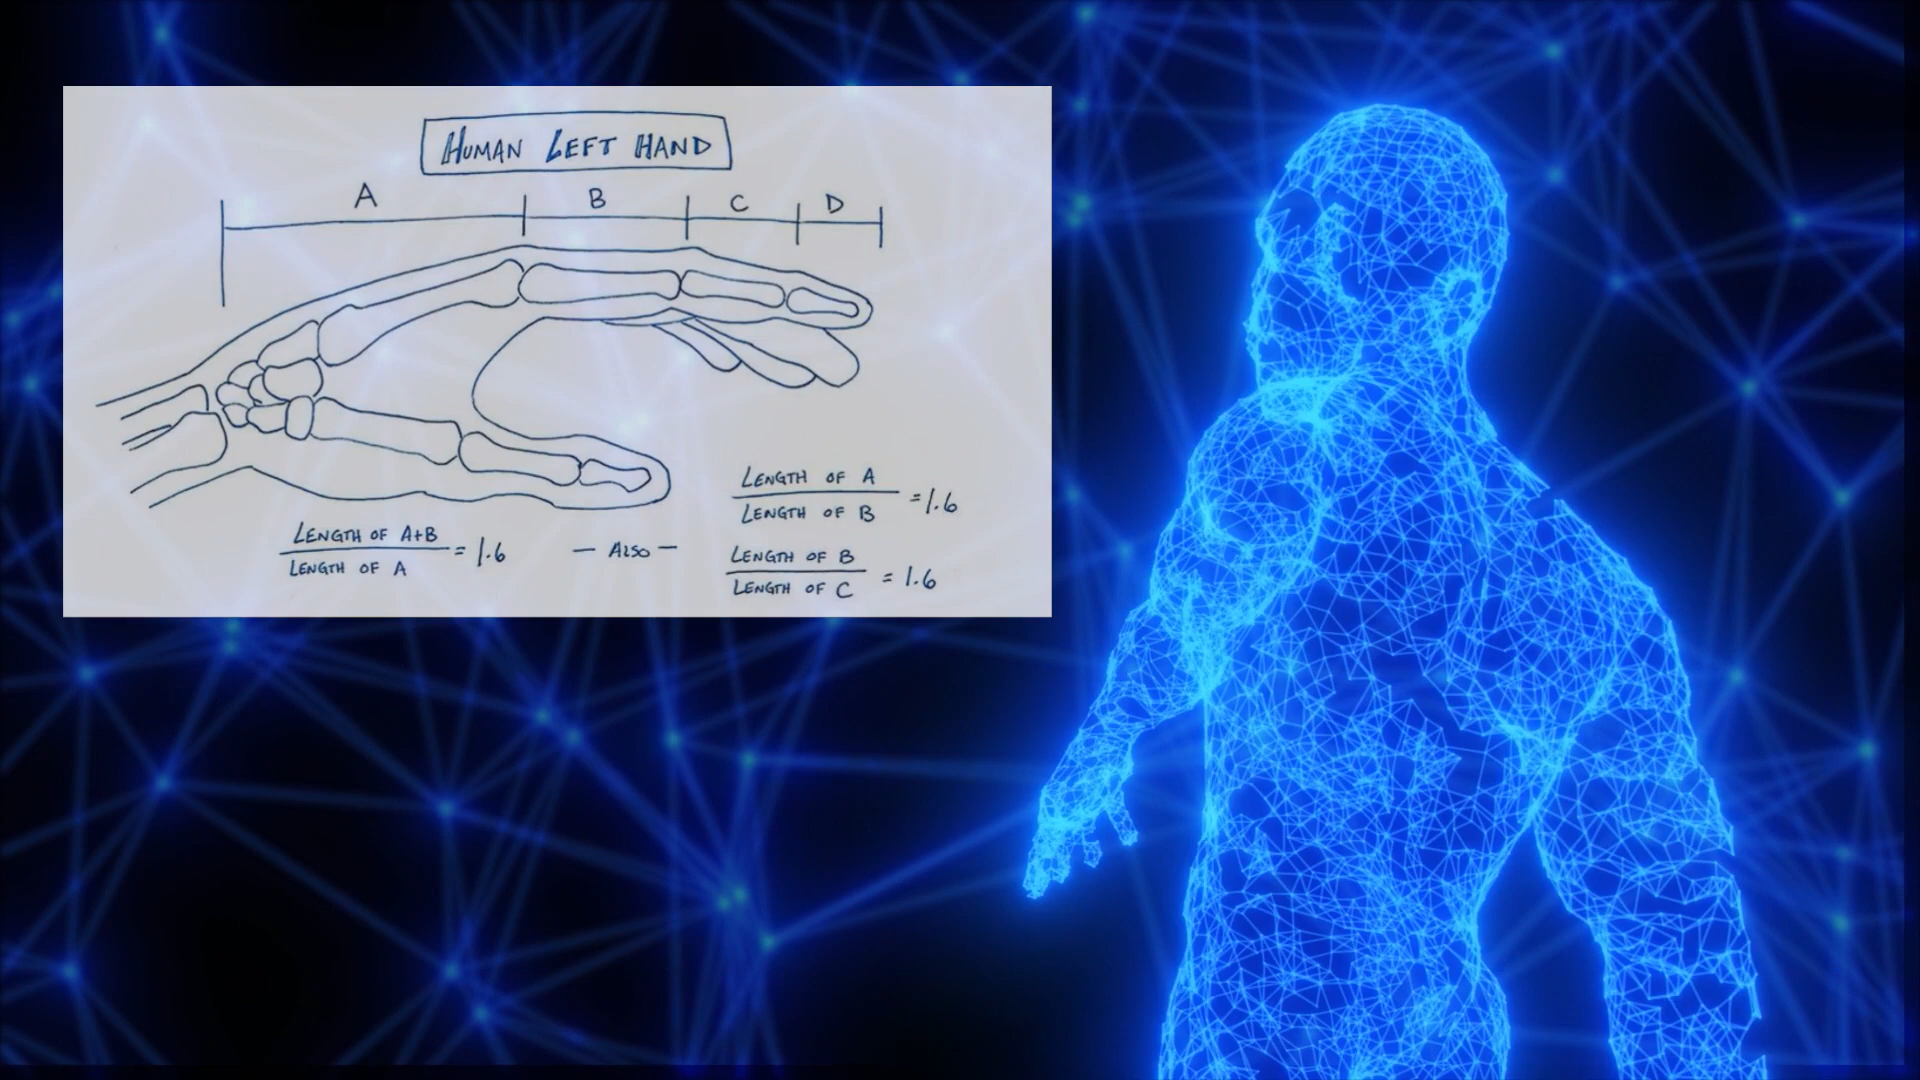 HUMAN LEFT HAND
A B C D
LENGTH OF A
LENGTH OF B
=1.6
LENGTH OF A+B
LENGTH OF A
= 1.6
— ALSO —
LENGTH OF B
LENGTH OF C
= 1.6